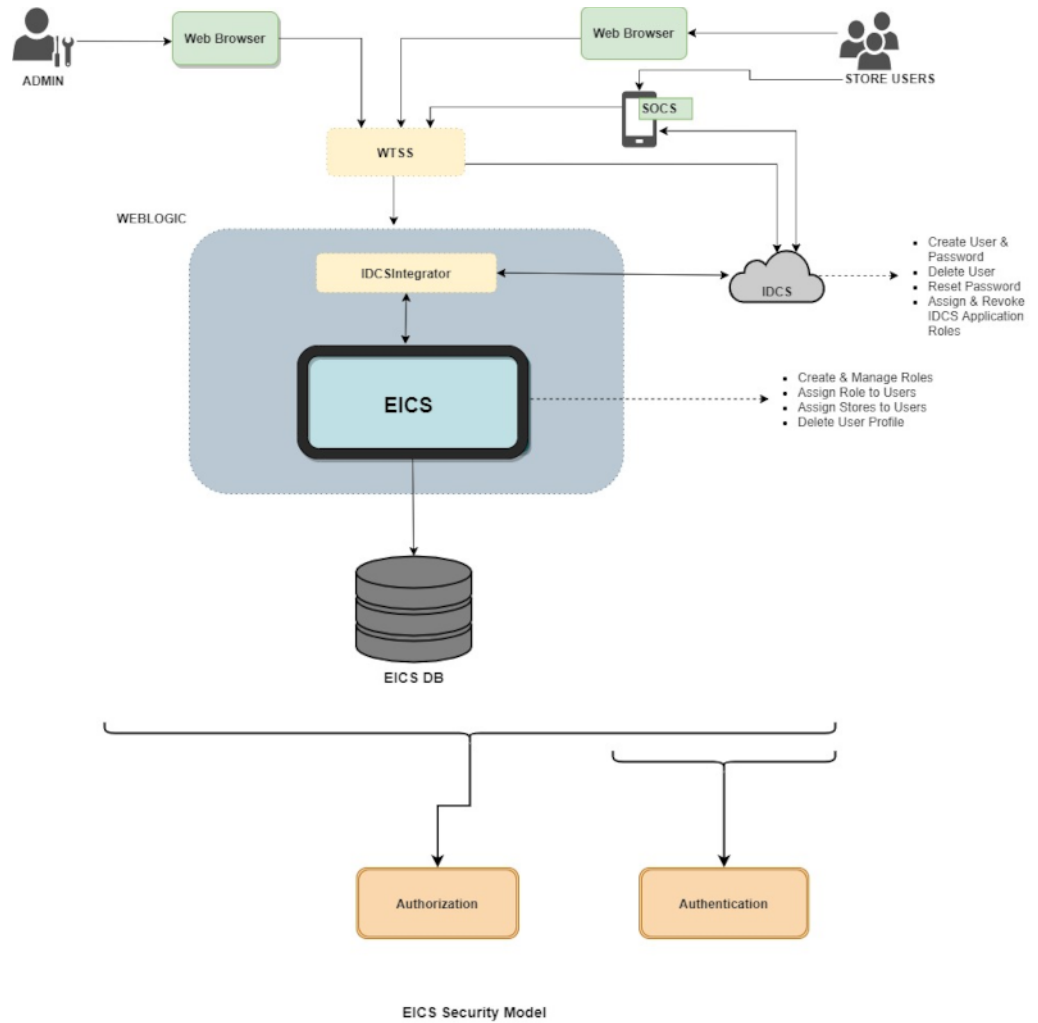 Web Browser
Web Browser
ADMIN
STORE USERS
SOCS
WTSS
WEBLOGIC
IDCSIntegrator
IDCS
▪ Create User &
Password
▪ Delete User
▪ Reset Password
▪ Assign & Revoke
IDCS Application
Roles
EICS
▪ Create & Manage Roles
▪ Assign Role to Users
▪ Assign Stores to Users
▪ Delete User Profile
EICS DB
Authorization
Authentication
EICS Security Model